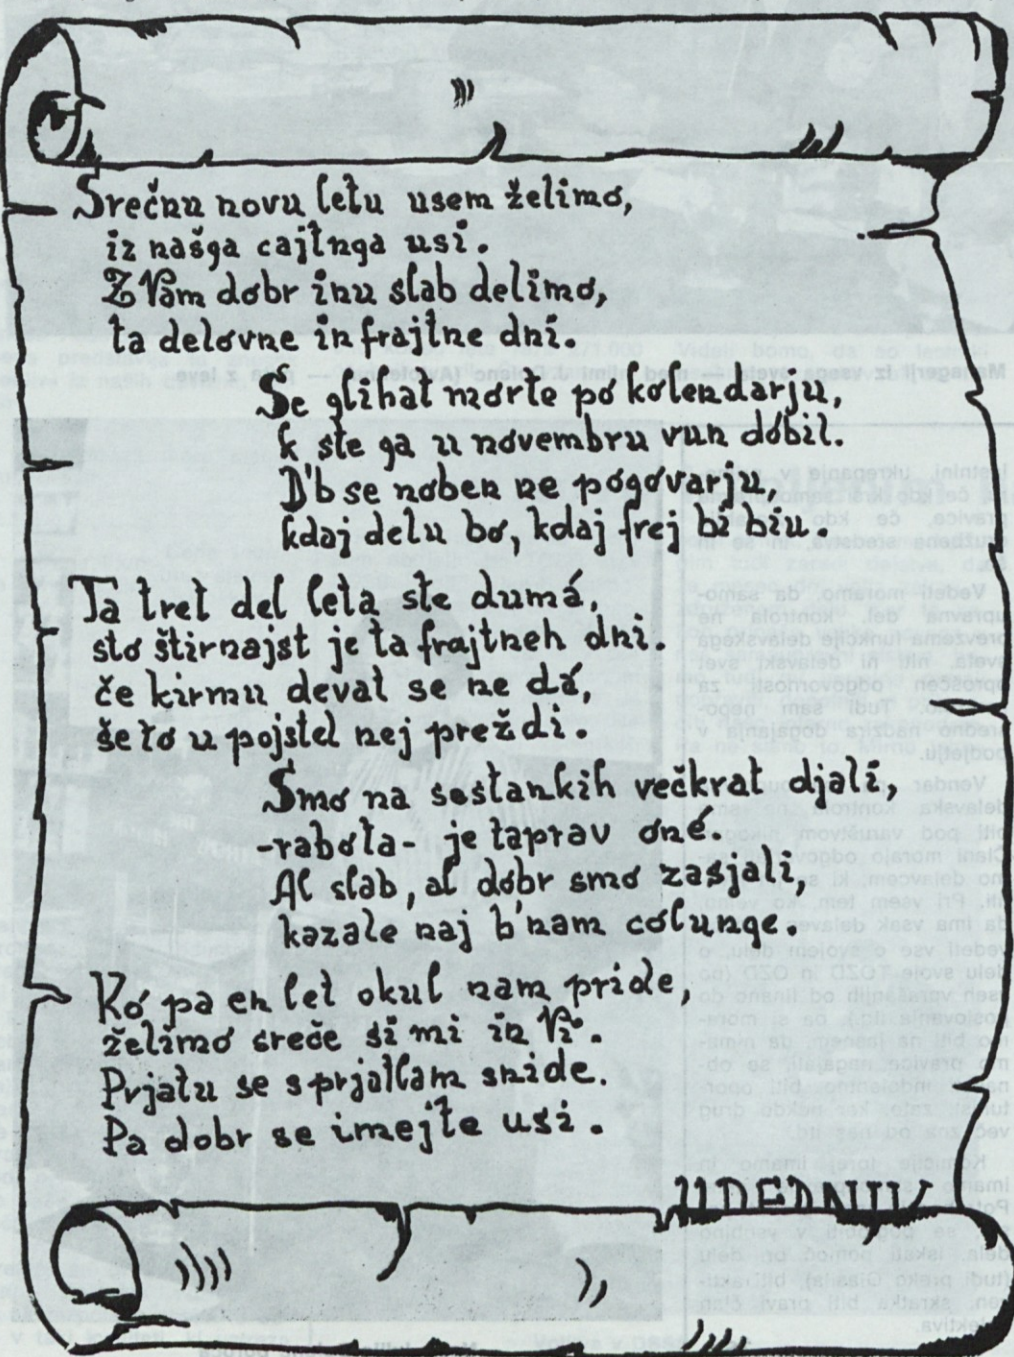 Srečnu novu letu usem želimo,
iz našga cajtnga usi.
Z Vam dobr inu slab delimo,
ta delovne in frajtne dni.
Se glihat morte po kolendarju,
k ste ga u novembru vun dobil.
D'b se noben ne pogovarju,
kdaj delu bo, kdaj frej bi biu.
Ta tret del leta ste dumá,
sto štirnajst je ta frajtneh dni.
če kirmu devat se ne dá,
še to u pojstel nej preždi.
Smo na sestankih večkrat djali,
-rabota- je taprav oné.
Al slab, al dobr smo zasjali,
kazale naj b'nam colunge.
Ko pa en let okul nam pride,
želimo sreče si mi in Vi.
Prjatu se s prjatlam snide.
Pa dobr se imejte usi.